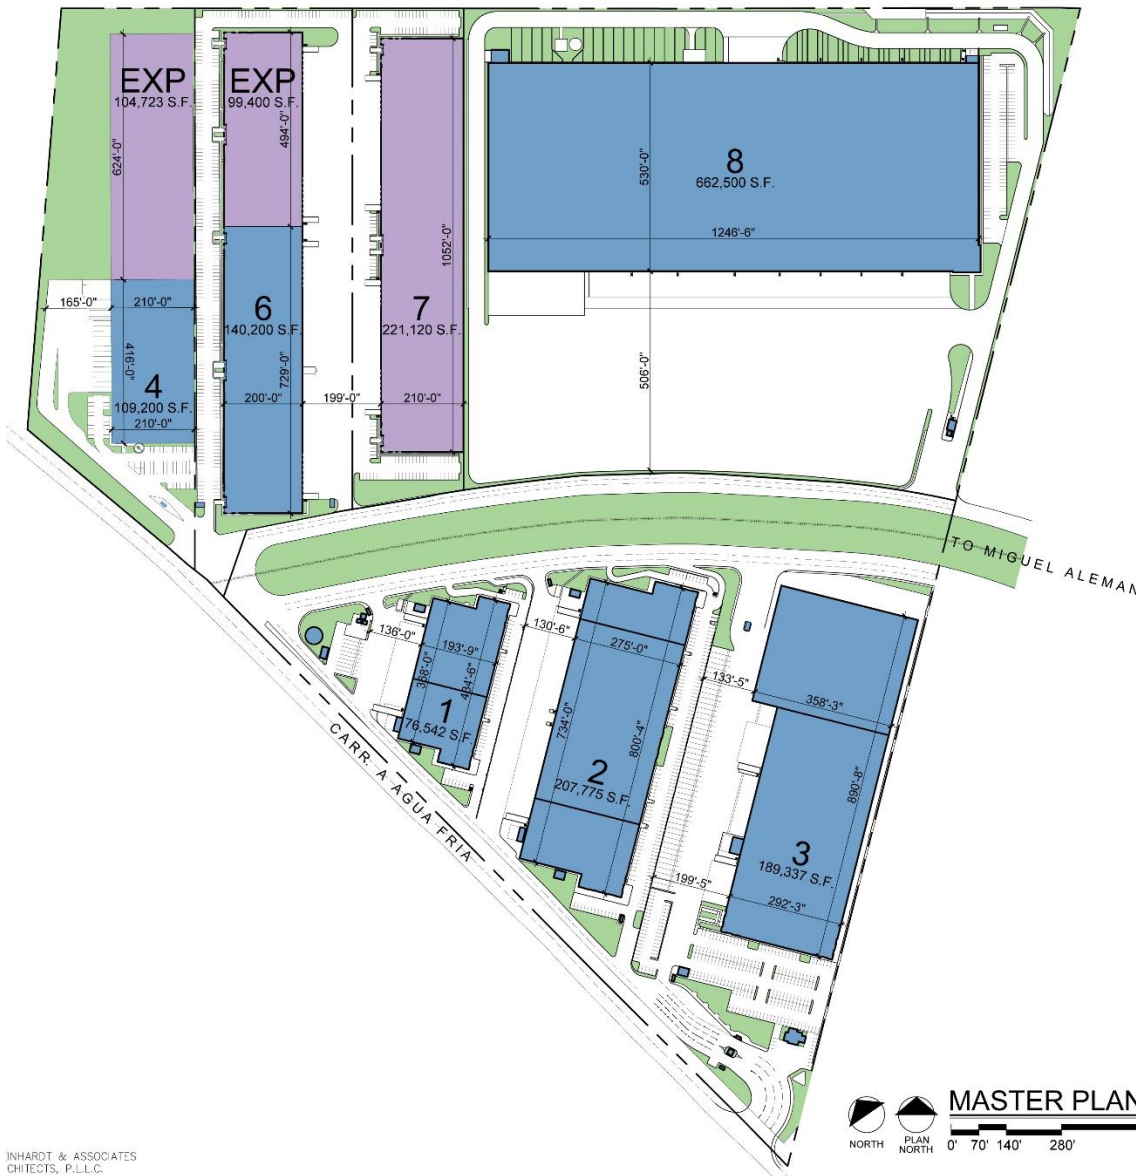 EXP
104,723 S.F.
624'-0"
EXP
99,400 S.F.
494'-0"
8
662,500 S.F.
530'-0"
1246'-6"
1052'-0"
165'-0"
210'-0"
6
140,200 S.F.
7
221,120 S.F.
416'-0"
4
109,200 S.F.
210'-0"
729'-0"
200'-0"
199'-0"
210'-0"
506'-0"
TO MIGUEL ALEMAN
136'-0"
193'-9"
434'-6"
1
76,542 S.F.
130'-6"
275'-0"
734'-0"
800'-4"
2
207,775 S.F.
133'-5"
358'-3"
890'-8"
3
189,337 S.F.
199'-5"
292'-3"
CARR. A AGUA FRIA
NORTH
PLAN
NORTH
MASTER PLAN
0' 70' 140' 280'
INHARDT & ASSOCIATES
CHITECTS, P.L.L.C.